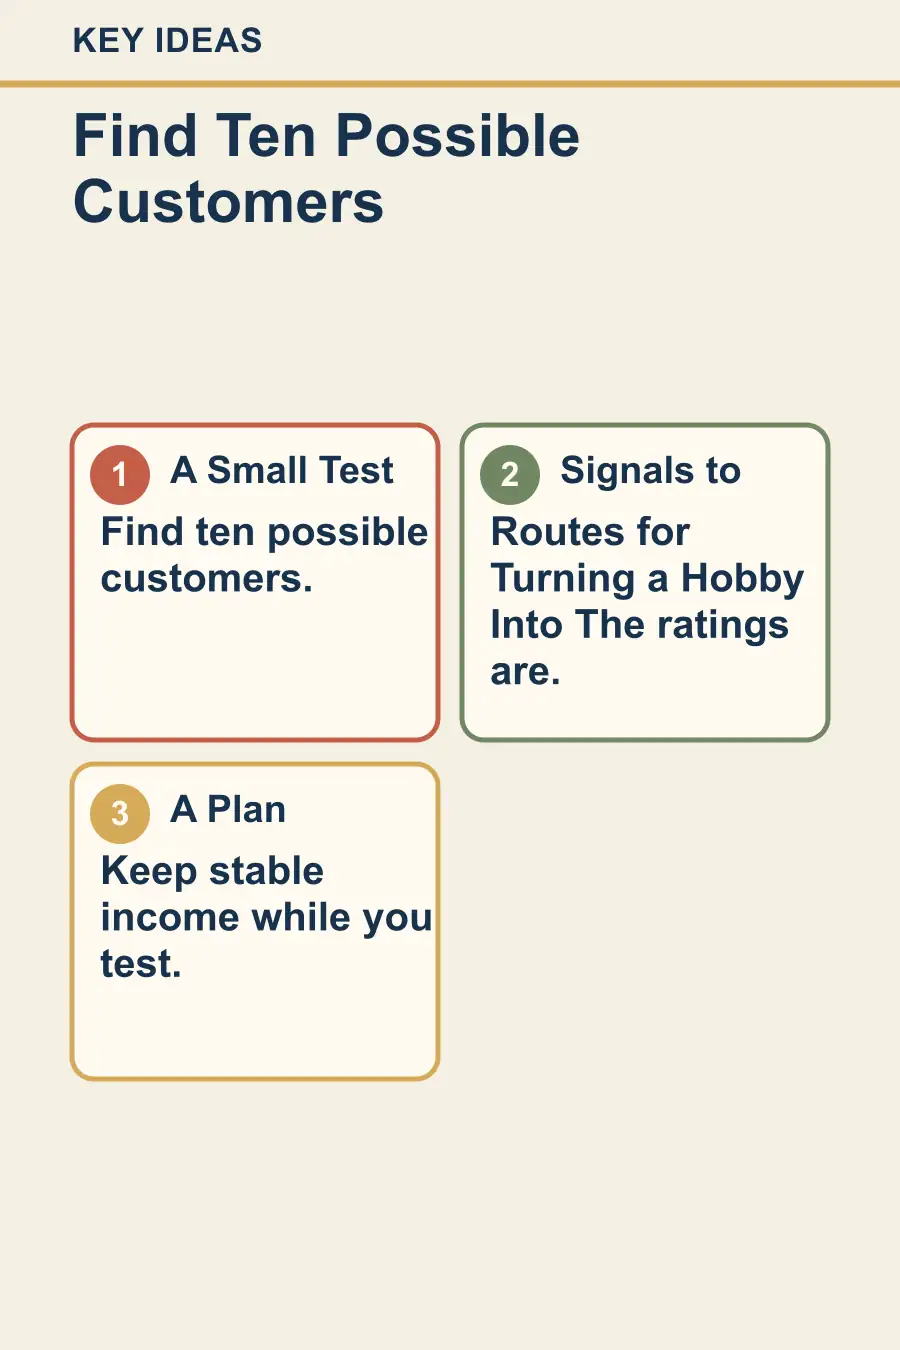 KEY IDEAS
Find Ten Possible
Customers
1 A Small Test
Find ten possible
customers.
2 Signals to
Routes for
Turning a Hobby
Into The ratings
are.
3 A Plan
Keep stable
income while you
test.